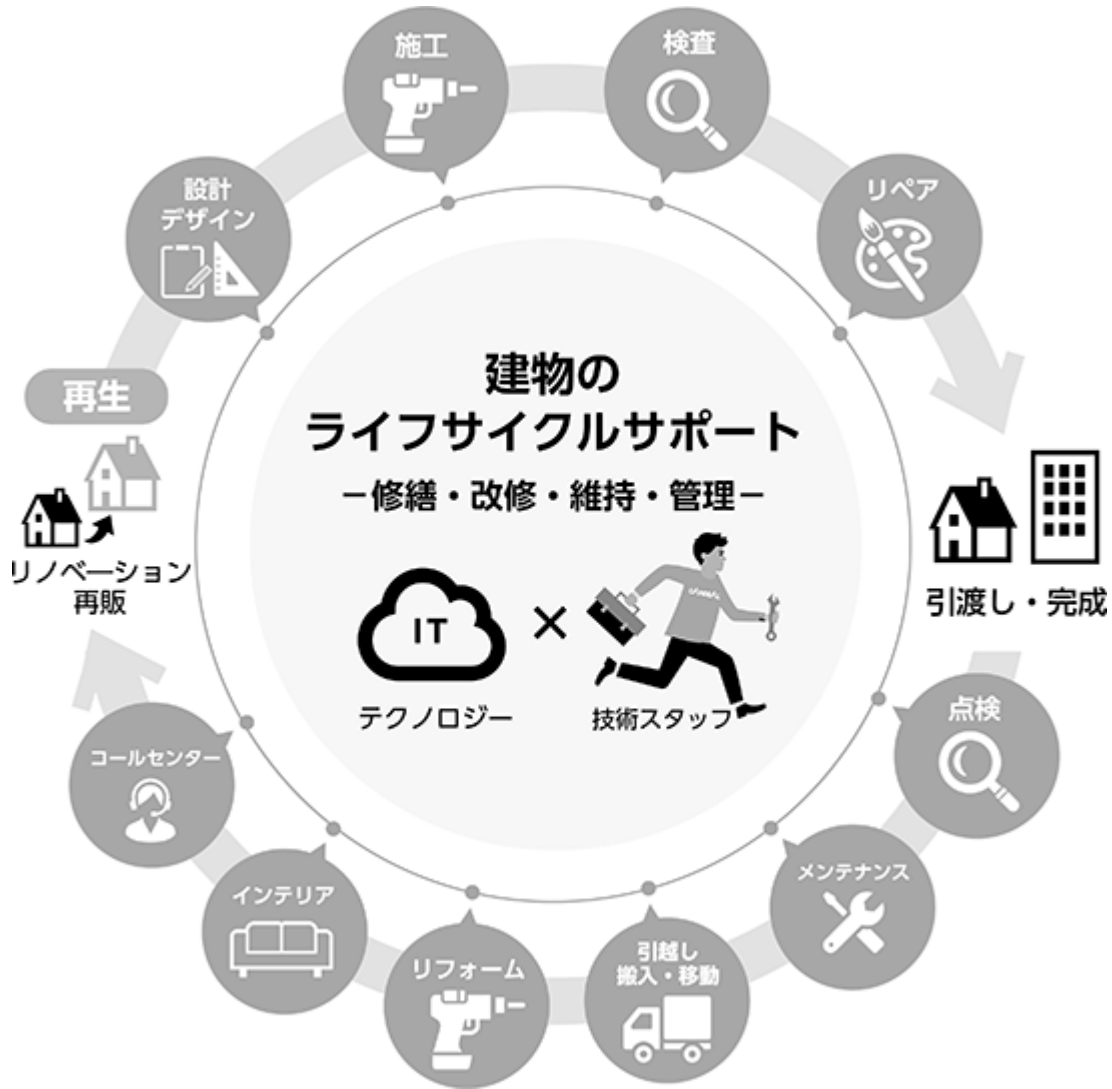 施工
検査
設計
デザイン
リペア
再生
リノベーション
再販
建物の
ライフサイクルサポート
−修繕・改修・維持・管理−
IT
×
テクノロジー
技術スタッフ
引渡し・完成
点検
メンテナンス
引越し
搬入・移動
リフォーム
インテリア
コールセンター